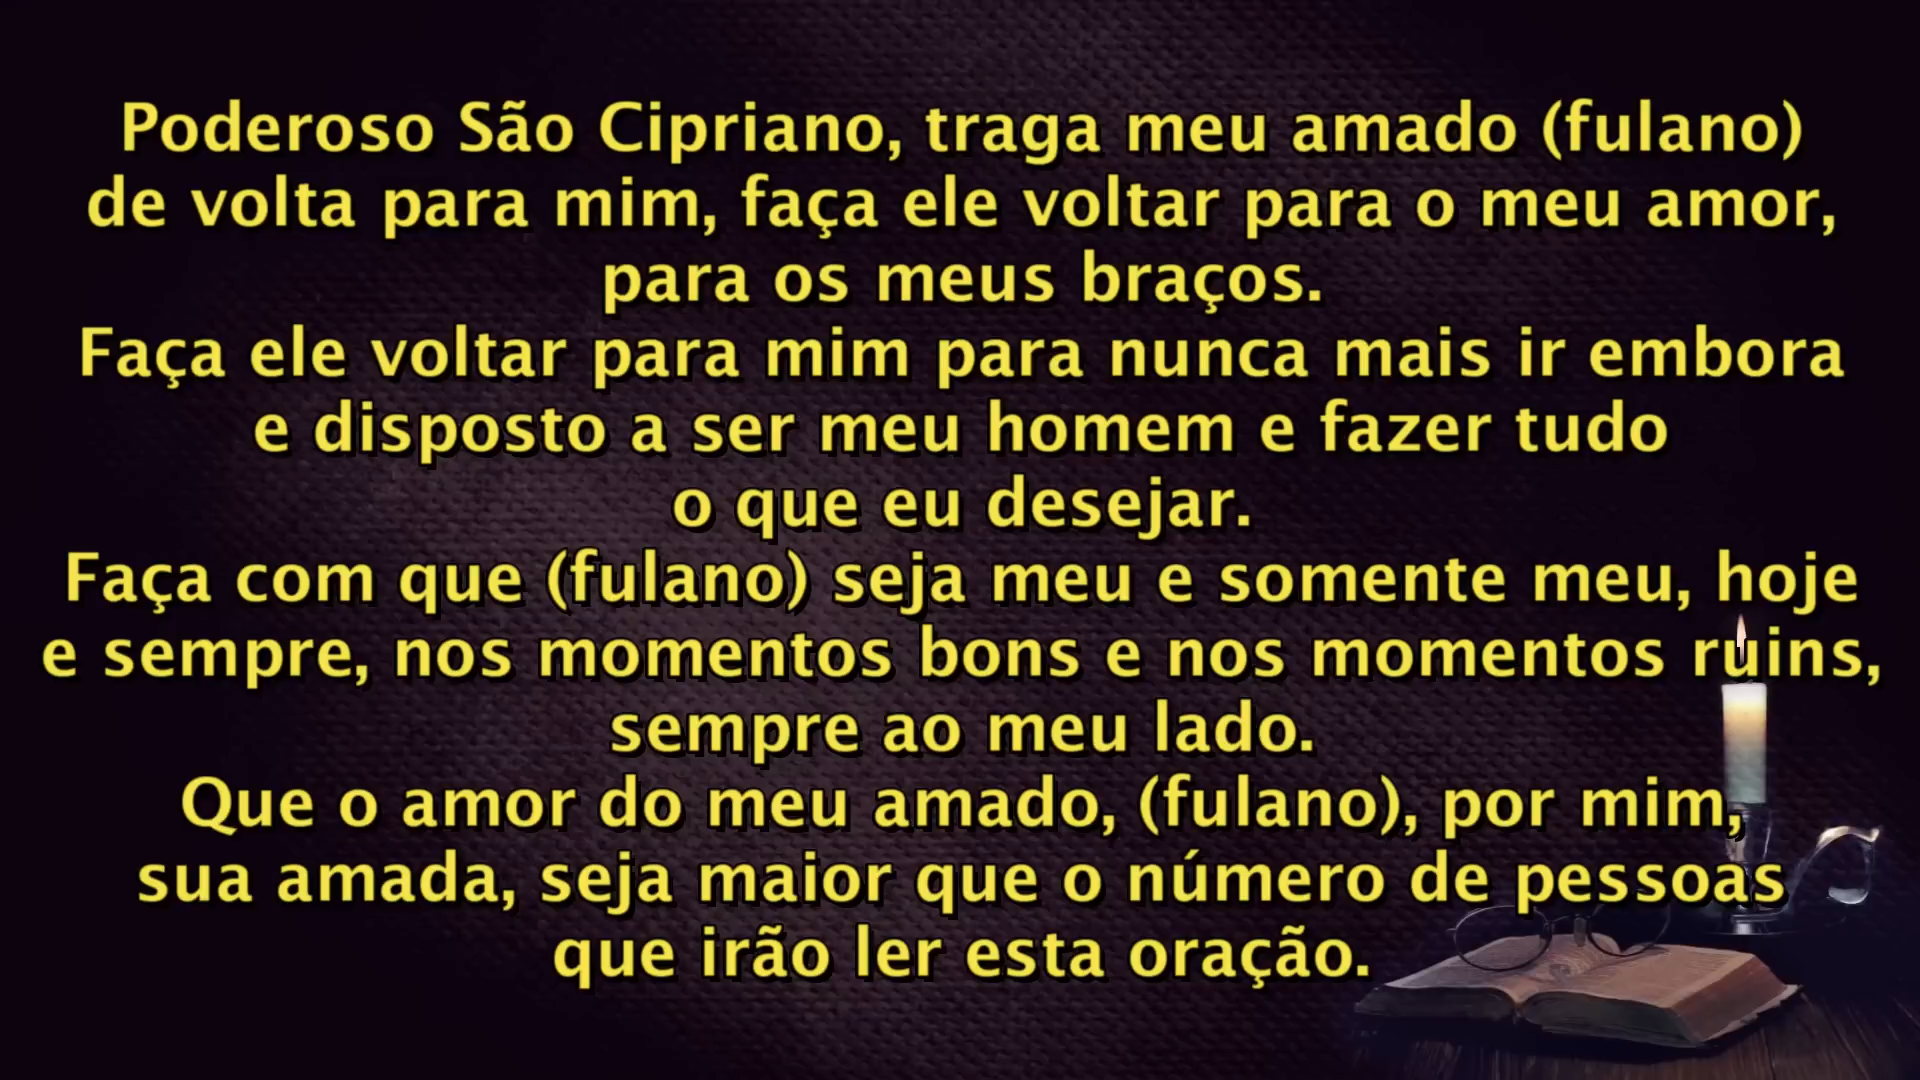 Poderoso São Cipriano, traga meu amado (fulano)
de volta para mim, faça ele voltar para o meu amor,
para os meus braços.
Faça ele voltar para mim para nunca mais ir embora
e disposto a ser meu homem e fazer tudo
o que eu desejar.
Faça com que (fulano) seja meu e somente meu, hoje
e sempre, nos momentos bons e nos momentos ruins,
sempre ao meu lado.
Que o amor do meu amado, (fulano), por mim,
sua amada, seja maior que o número de pessoas
que irão ler esta oração.